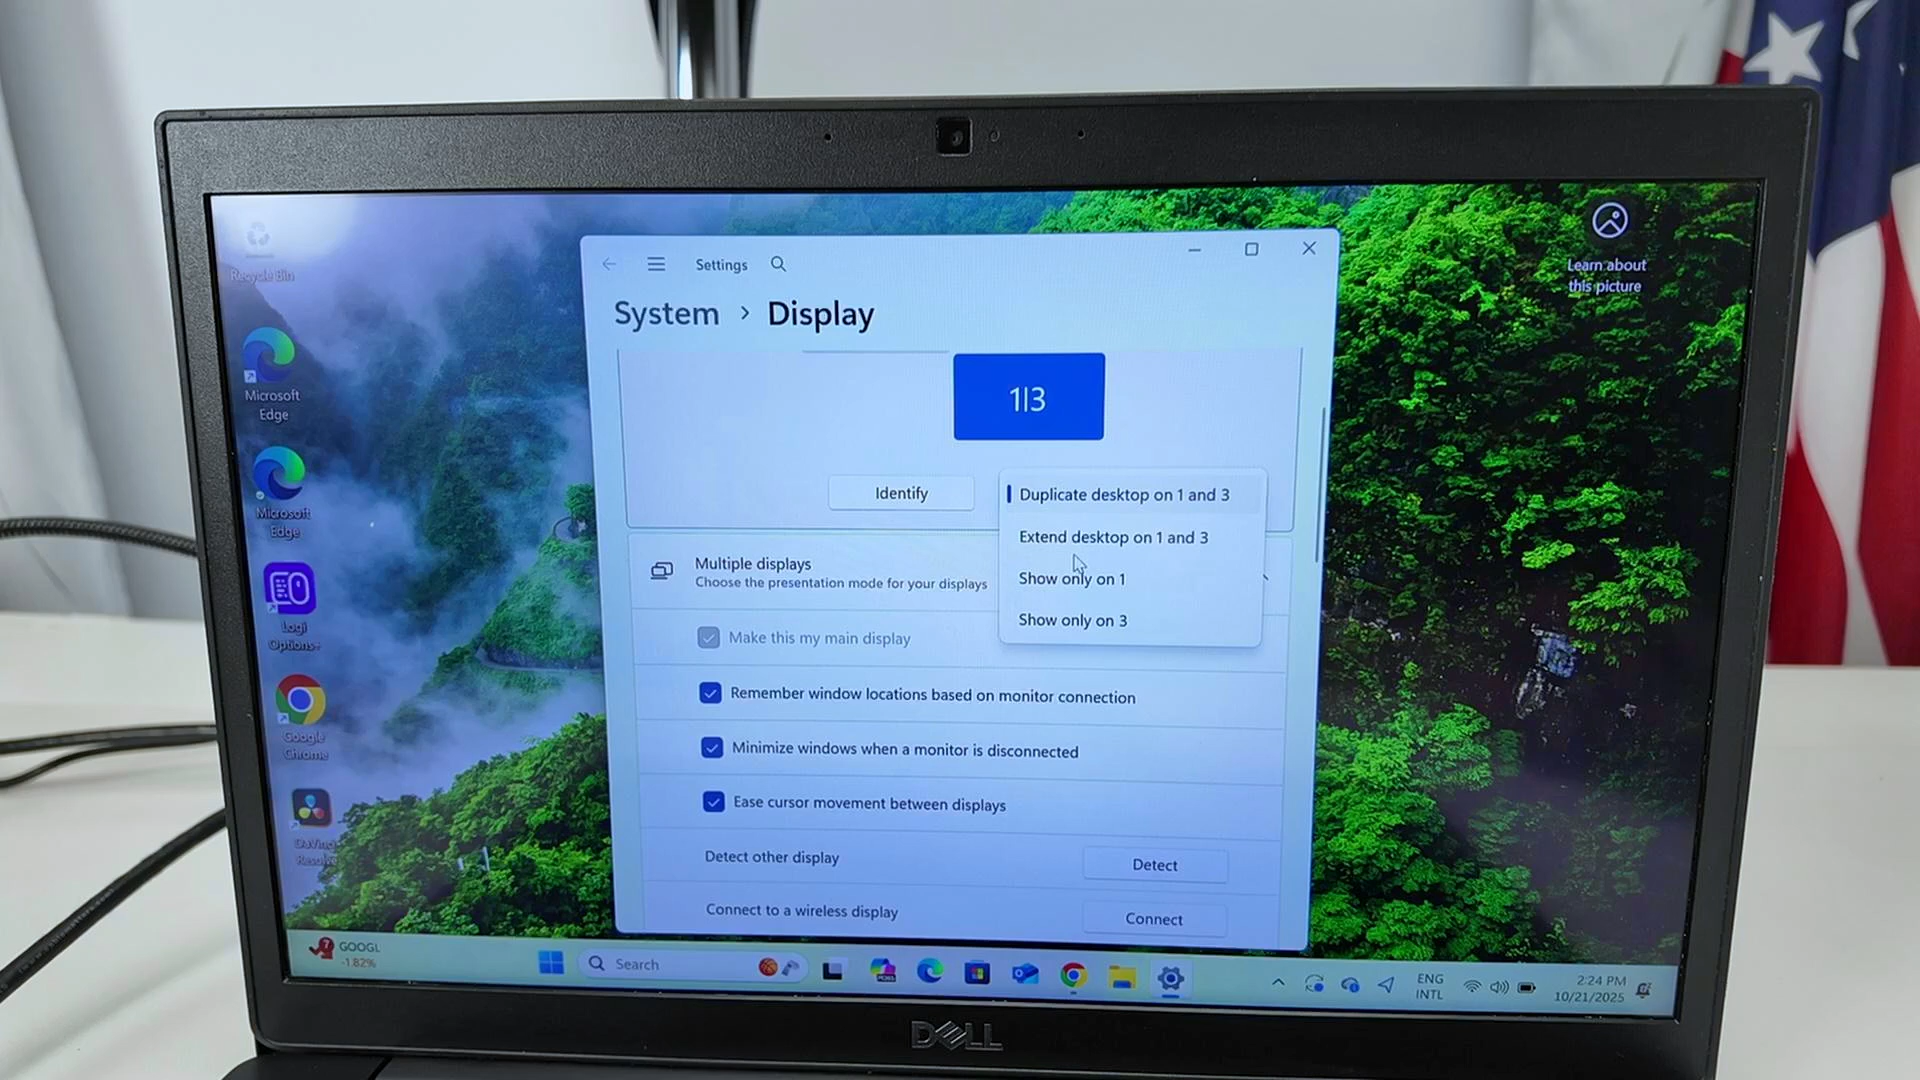 Recycle Bin
Learn about
this picture
Settings
System > Display
1|3
Identify
Duplicate desktop on 1 and 3
Extend desktop on 1 and 3
Show only on 1
Show only on 3
Multiple displays
Choose the presentation mode for your displays
Make this my main display
Remember window locations based on monitor connection
Minimize windows when a monitor is disconnected
Ease cursor movement between displays
Detect other display
Detect
Connect to a wireless display
Connect
Microsoft
Edge
Microsoft
Edge
Logi
Options+
Google
Chrome
DaVinci
Resolve
7
GOOGL
-1.82%
Search
ENG
INTL
2:24 PM
10/21/2025
DELL